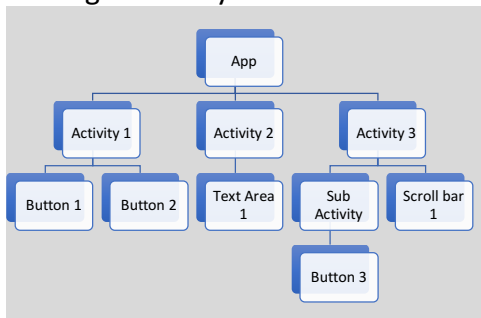 App
Activity 1
Activity 2
Activity 3
Button 1
Button 2
Text Area
1
Sub
Activity
Scroll bar
1
Button 3